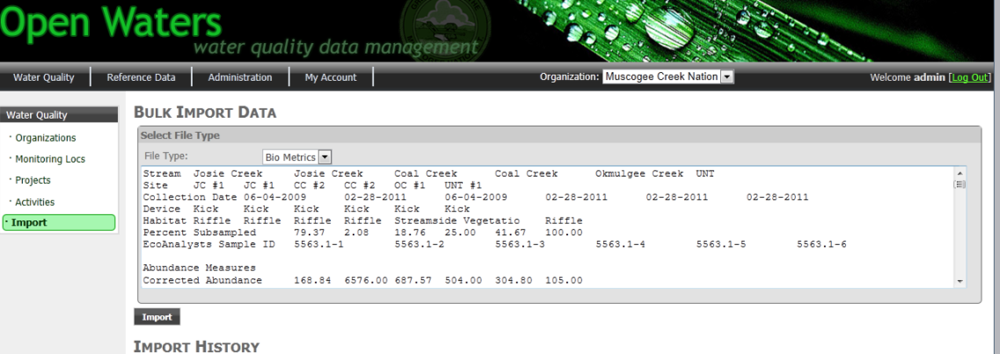 Open Waters
water quality data management
Water Quality Reference Data Administration My Account Organization: Muscogee Creek Nation Welcome admin [Log Out]
Water Quality
· Organizations
· Monitoring Locs
· Projects
· Activities
· Import
BULK IMPORT DATA
Select File Type
File Type: Bio Metrics
Stream Josie Creek Josie Creek Coal Creek Coal Creek Okmulgee Creek UNT
Site JC #1 JC #1 CC #2 CC #2 OC #1 UNT #1
Collection Date 06-04-2009 02-28-2011 06-04-2009 02-28-2011 02-28-2011 02-28-2011
Device Kick Kick Kick Kick Kick Kick
Habitat Riffle Riffle Riffle Riffle Streamside Vegetatio Riffle
Percent Subsampled 79.37 2.08 18.76 25.00 41.67 100.00
EcoAnalysts Sample ID 5563.1-1 5563.1-2 5563.1-3 5563.1-4 5563.1-5 5563.1-6
Abundance Measures
Corrected Abundance 168.84 6576.00 687.57 504.00 304.80 105.00
Import
IMPORT HISTORY